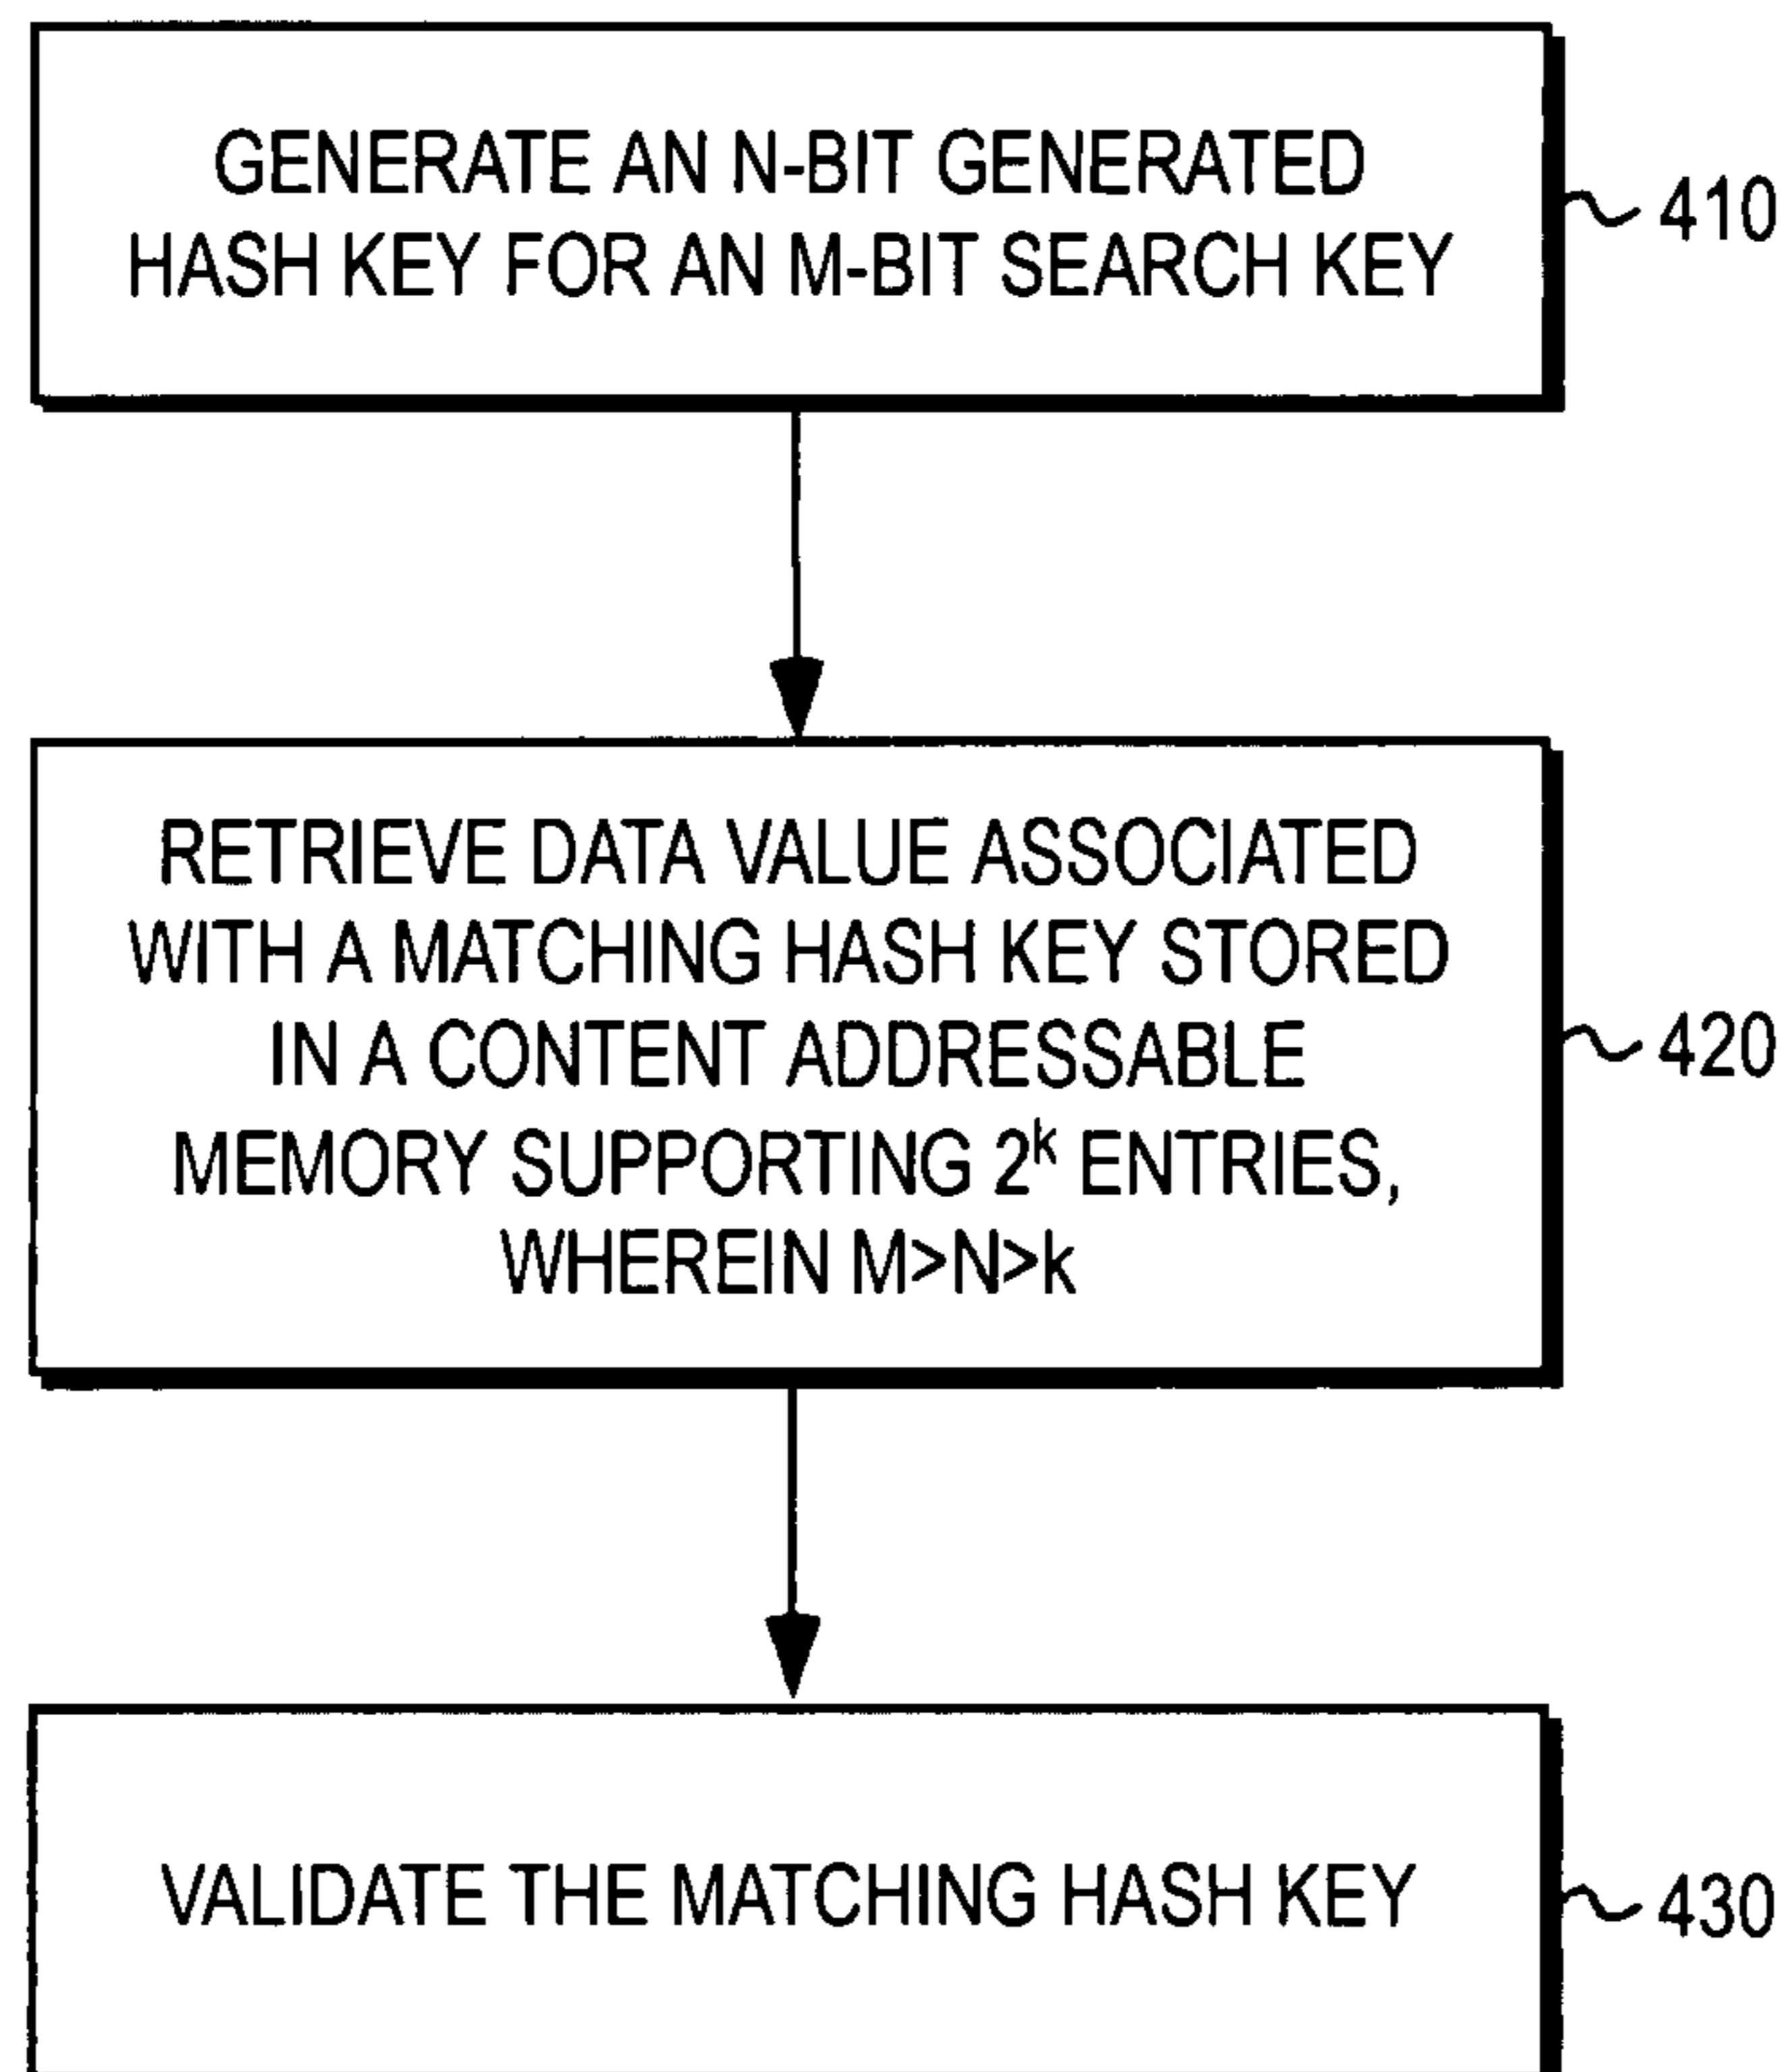 GENERATE AN N-BIT GENERATED
HASH KEY FOR AN M-BIT SEARCH KEY
410
RETRIEVE DATA VALUE ASSOCIATED
WITH A MATCHING HASH KEY STORED
IN A CONTENT ADDRESSABLE
MEMORY SUPPORTING 2ᵏ ENTRIES,
WHEREIN M>N>k
420
VALIDATE THE MATCHING HASH KEY
430